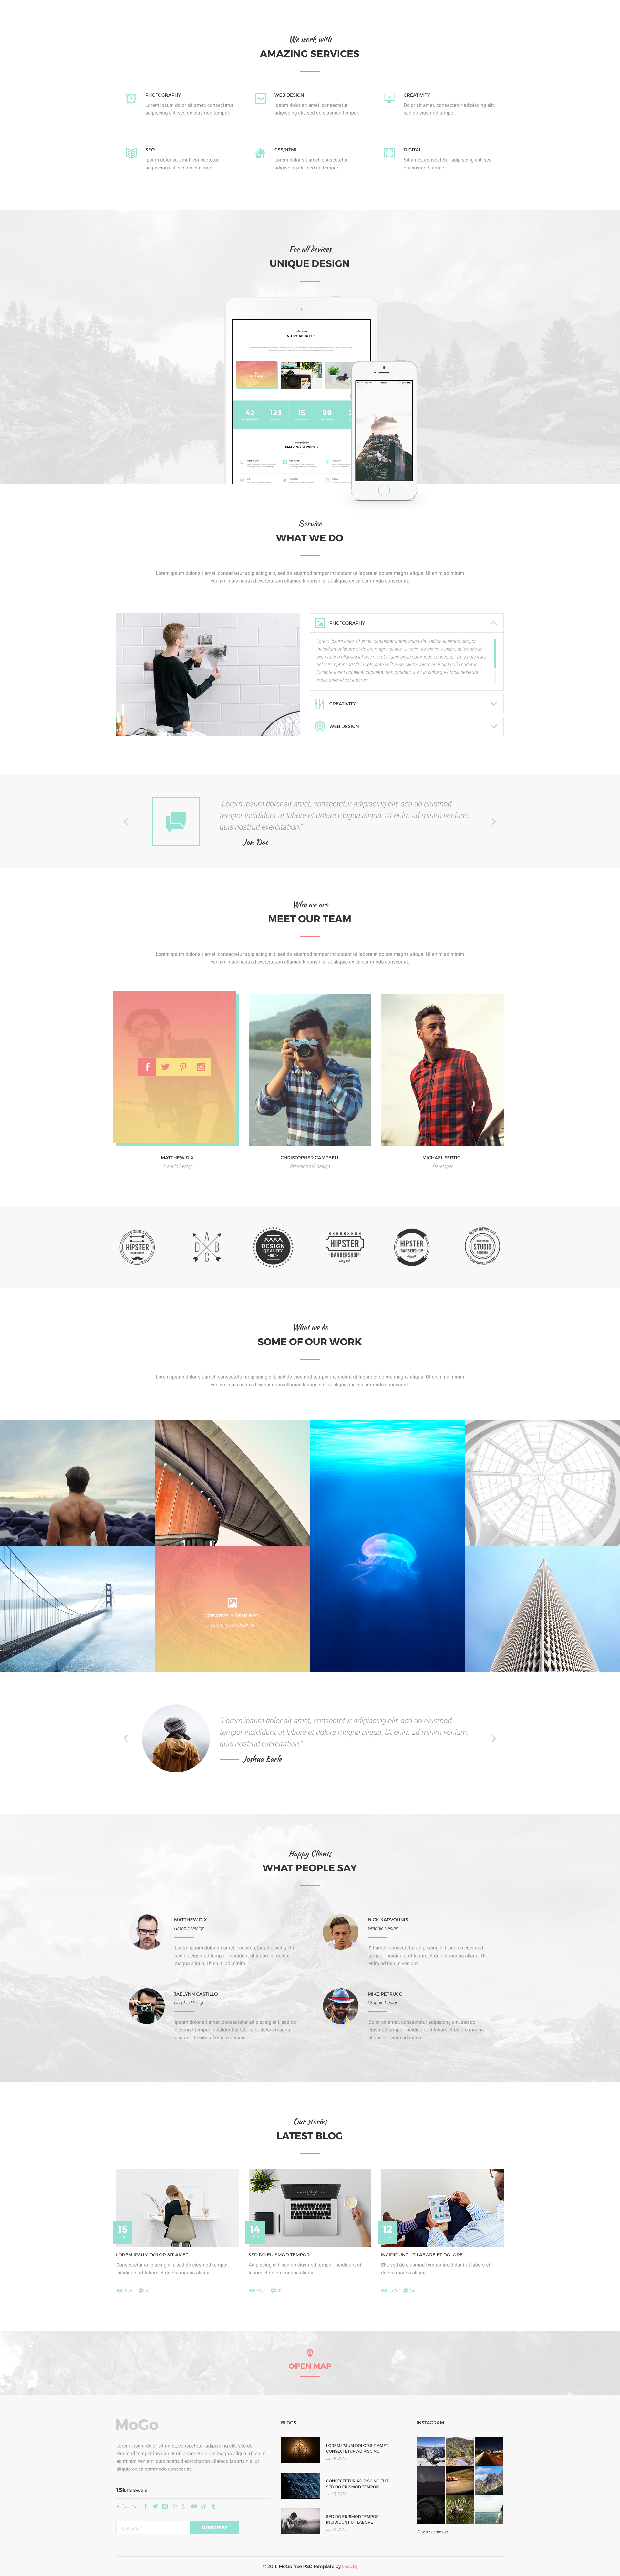 We work with
AMAZING SERVICES
PHOTOGRAPHY
Lorem ipsum dolor sit amet, consectetur
adipiscing elit, sed do eiusmod tempor.
WEB DESIGN
Ipsum dolor sit amet, consectetur
adipiscing elit, sed do eiusmod tempor.
CREATIVITY
Dolor sit amet, consectetur adipiscing elit,
sed do eiusmod tempor.
SEO
Ipsum dolor sit amet, consectetur
adipiscing elit, sed do eiusmod.
CSS/HTML
Lorem dolor sit amet, consectetur
adipiscing elit, sed do tempor.
DIGITAL
Sit amet, consectetur adipiscing elit, sed
do eiusmod tempor.
For all devices
UNIQUE DESIGN
STORY ABOUT US
42 123 15 99 2
AMAZING SERVICES
Service
WHAT WE DO
Lorem ipsum dolor sit amet, consectetur adipiscing elit, sed do eiusmod tempor incididunt ut labore et dolore magna aliqua. Ut enim ad minim
veniam, quis nostrud exercitation ullamco laboris nisi ut aliquip ex ea commodo consequat.
PHOTOGRAPHY
Lorem ipsum dolor sit amet, consectetur adipiscing elit, sed do eiusmod tempor
incididunt ut labore et dolore magna aliqua. Ut enim ad minim veniam, quis nostrud
exercitation ullamco laboris nisi ut aliquip ex ea commodo consequat. Duis aute irure
dolor in reprehenderit in voluptate velit esse cillum dolore eu fugiat nulla pariatur.
Excepteur sint occaecat cupidatat non proident, sunt in culpa qui officia deserunt
mollit anim id est laborum.
CREATIVITY
WEB DESIGN
"Lorem ipsum dolor sit amet, consectetur adipiscing elit, sed do eiusmod
tempor incididunt ut labore et dolore magna aliqua. Ut enim ad minim veniam,
quis nostrud exercitation."
Jon Doe
Who we are
MEET OUR TEAM
Lorem ipsum dolor sit amet, consectetur adipiscing elit, sed do eiusmod tempor incididunt ut labore et dolore magna aliqua. Ut enim ad minim
veniam, quis nostrud exercitation ullamco laboris nisi ut aliquip ex ea commodo consequat.
MATTHEW DIX
Graphic Design
CHRISTOPHER CAMPBELL
Branding/UX design
MICHAEL FERTIG
Developer
HIPSTER
BARBERSHOP
A B C D
DESIGN
QUALITY
HIPSTER
BARBERSHOP
HIPSTER
BARBERSHOP
STUDIO
What we do
SOME OF OUR WORK
Lorem ipsum dolor sit amet, consectetur adipiscing elit, sed do eiusmod tempor incididunt ut labore et dolore magna aliqua. Ut enim ad minim
veniam, quis nostrud exercitation ullamco laboris nisi ut aliquip ex ea commodo consequat.
CREATIVELY DESIGNED
"Lorem ipsum dolor sit amet, consectetur adipiscing elit, sed do eiusmod
tempor incididunt ut labore et dolore magna aliqua. Ut enim ad minim veniam,
quis nostrud exercitation."
Joshua Earle
Happy Clients
WHAT PEOPLE SAY
MATTHEW DIX
Graphic Design
Lorem ipsum dolor sit amet, consectetur adipiscing elit,
sed do eiusmod tempor incididunt ut labore et dolore
magna aliqua. Ut enim ad minim.
NICK KARVOUNIS
Graphic Design
Sit amet, consectetur adipiscing elit, sed do eiusmod
tempor incididunt ut labore et dolore magna aliqua. Ut
enim ad minim veniam.
JAELYNN CASTILLO
Graphic Design
Ipsum dolor sit amet, consectetur adipiscing elit, sed do
eiusmod tempor incididunt ut labore et dolore magna
aliqua. Ut enim ad minim veniam.
MIKE PETRUCCI
Graphic Design
Dolor sit amet, consectetur adipiscing elit, sed do
eiusmod tempor incididunt ut labore et dolore magna
aliqua. Ut enim ad minim.
Our stories
LATEST BLOG
15
LOREM IPSUM DOLOR SIT AMET
Consectetur adipiscing elit, sed do eiusmod tempor
incididunt ut labore et dolore magna aliqua.
542 17
14
SED DO EIUSMOD TEMPOR
Adipiscing elit, sed do eiusmod tempor incididunt ut
labore et dolore magna aliqua.
992 42
12
INCIDIDUNT UT LABORE ET DOLORE
Elit, sed do eiusmod tempor incididunt ut labore et
dolore magna aliqua.
OPEN MAP
MoGo
Lorem ipsum dolor sit amet, consectetur adipiscing elit, sed do
eiusmod tempor incididunt ut labore et dolore magna aliqua. Ut
enim ad minim veniam, quis nostrud exercitation ullamco
laboris nisi ut aliquip ex ea commodo consequat.
15k followers
Follow Us:
Your Email
SUBSCRIBE
BLOGS
LOREM IPSUM DOLOR SIT AMET,
CONSECTETUR ADIPISCING
Jan 9, 2016
CONSECTETUR ADIPISCING ELIT,
SED DO EIUSMOD TEMPOR
Jan 9, 2016
SED DO EIUSMOD TEMPOR
INCIDIDUNT UT LABORE
Jan 9, 2016
INSTAGRAM
View more photos
© 2016 MoGo free PSD template by Laaqiq